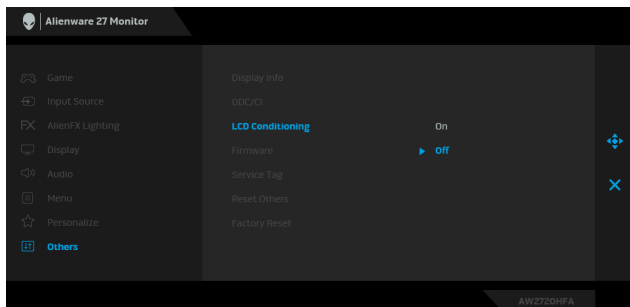 Alienware 27 Monitor
Game
Display Info
Input Source
DDC/CI
AlienFX Lighting
LCD Conditioning
On
Display
Firmware
Off
Audio
Service Tag
Menu
Reset Others
Personalize
Factory Reset
Others
AW2720HFA